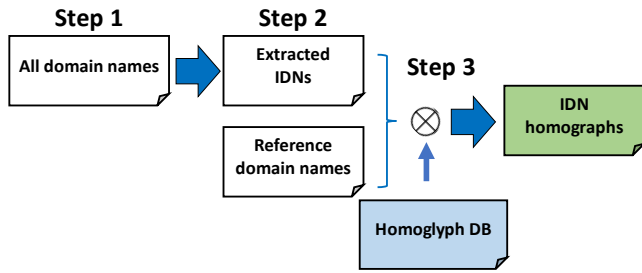 Step 1
Step 2
All domain names
Extracted
IDNs
Step 3
Reference
domain names
IDN
homographs
Homoglyph DB